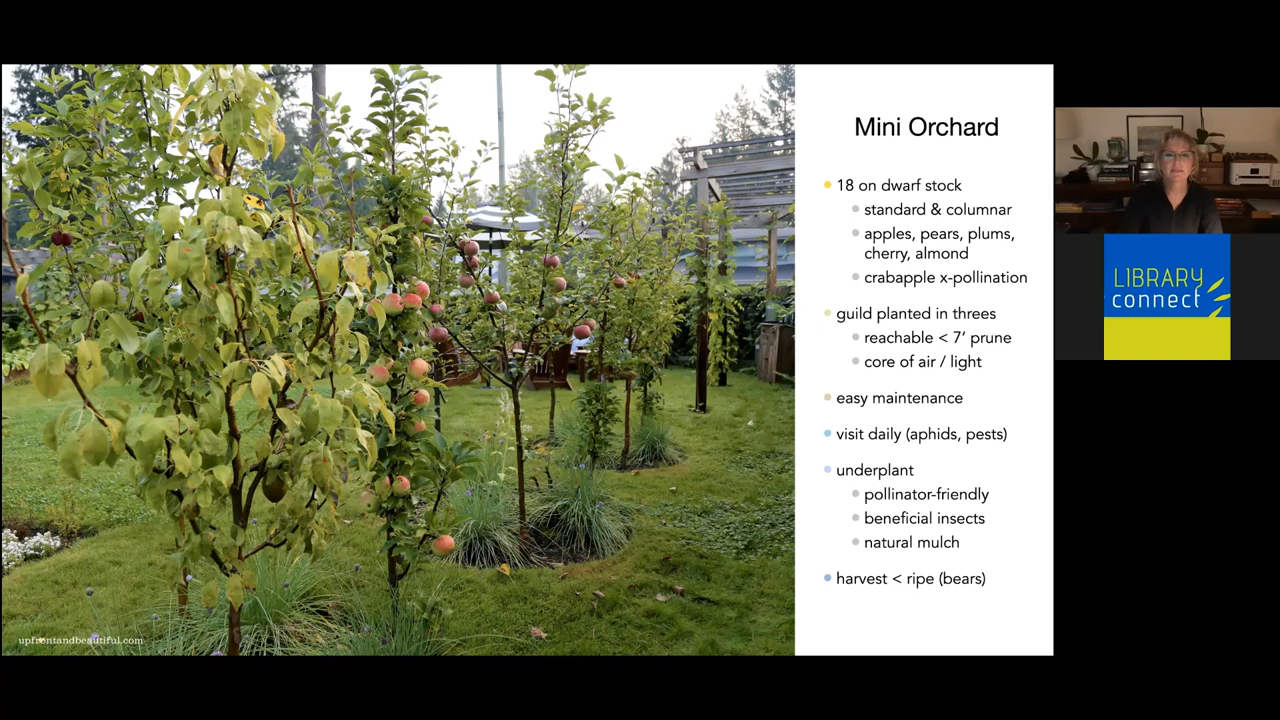 Mini Orchard
18 on dwarf stock
standard & columnar
apples, pears, plums,
cherry, almond
crabapple x-pollination
guild planted in threes
reachable < 7’ prune
core of air / light
easy maintenance
visit daily (aphids, pests)
underplant
pollinator-friendly
beneficial insects
natural mulch
harvest < ripe (bears)
upfrontandbeautiful.com
LIBRARY
connect